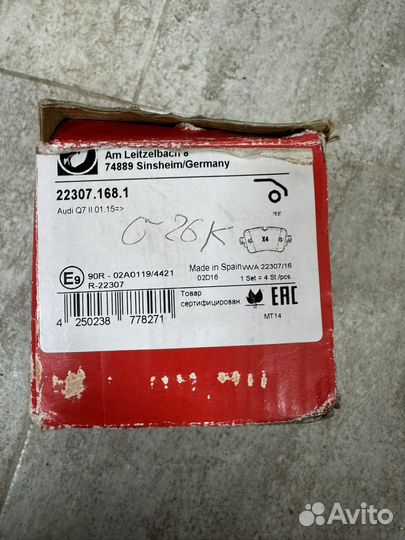 Am Leitzelbach 8
74889 Sinsheim/Germany
22307.168.1
Audi Q7 II 01.15=>
26K
X4
E9 90R - 02A0119/4421
R-22307
Made in Spain WVA 22307/16
02D16 1 Set = 4 St./pcs.
Товар сертифицирован
EAC
MT14
4 250238 778271
Avito